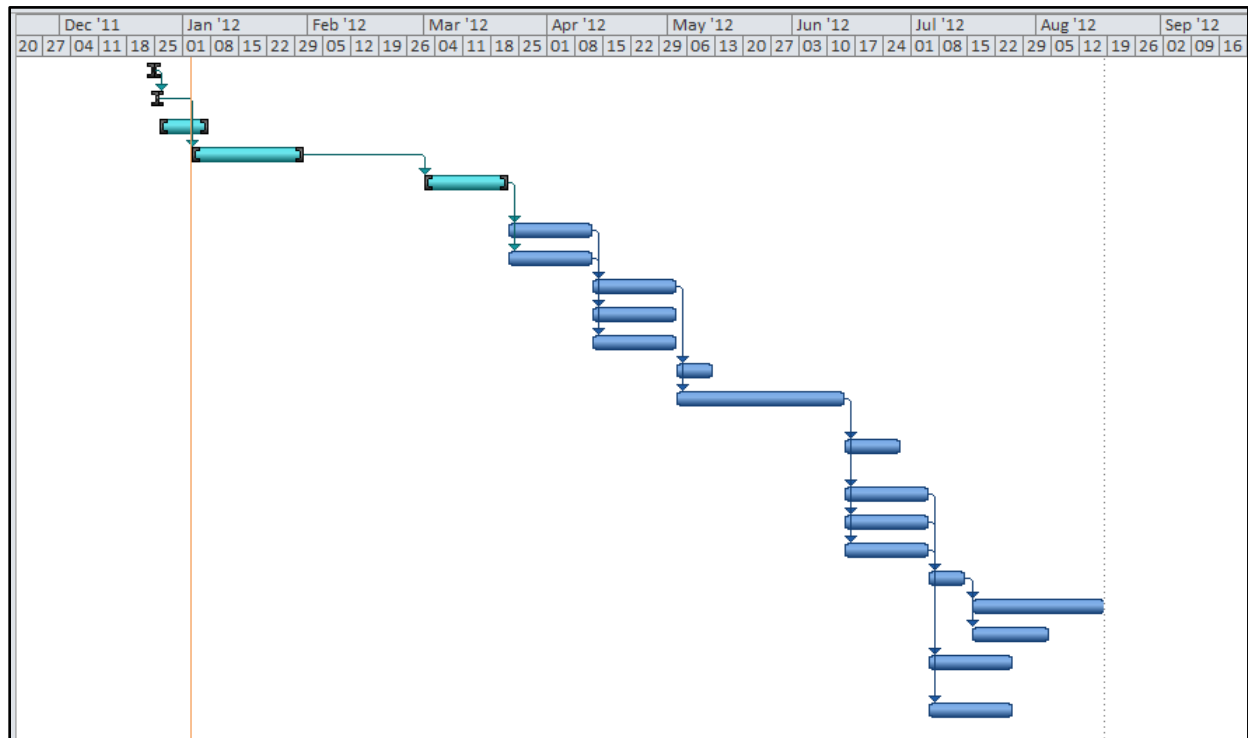 Dec '11 Jan '12 Feb '12 Mar '12 Apr '12 May '12 Jun '12 Jul '12 Aug '12 Sep '12
20 27 04 11 18 25 01 08 15 22 29 05 12 19 26 04 11 18 25 01 08 15 22 29 06 13 20 27 03 10 17 24 01 08 15 22 29 05 12 19 26 02 09 16